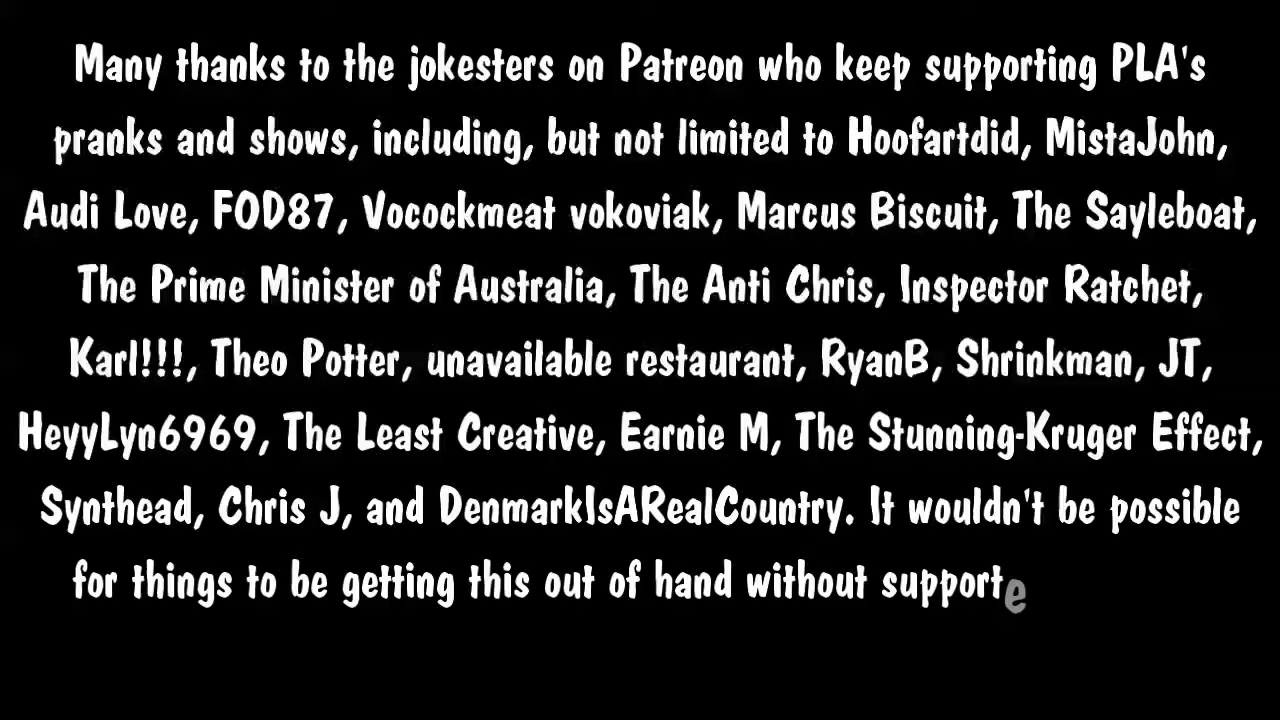 Many thanks to the jokesters on Patreon who keep supporting PLA's
pranks and shows, including, but not limited to Hoofartdid, MistaJohn,
Audi Love, FOD87, Vocockmeat vokoviak, Marcus Biscuit, The Sayleboat,
The Prime Minister of Australia, The Anti Chris, Inspector Ratchet,
Karl!!!, Theo Potter, unavailable restaurant, RyanB, Shrinkman, JT,
HeyyLyn6969, The Least Creative, Earnie M, The Stunning-Kruger Effect,
Synthead, Chris J, and DenmarkIsARealCountry. It wouldn't be possible
for things to be getting this out of hand without supporte